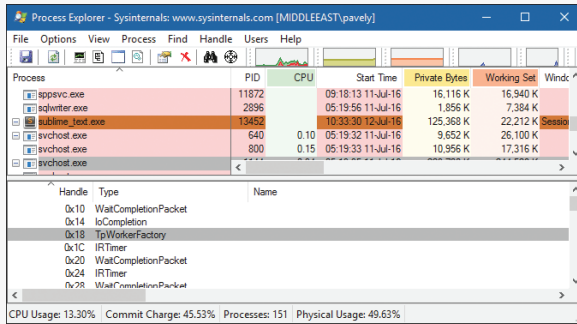 Process Explorer - Sysinternals: www.sysinternals.com [MIDDLEEAST\pavely]
File Options View Process Find Handle Users Help
Process PID CPU Start Time Private Bytes Working Set Windo
sppsvc.exe 11872 09:18:13 11-Jul-16 16,116 K 16,940 K
sqlwriter.exe 2896 05:19:56 11-Jul-16 1,856 K 7,384 K
sublime_text.exe 13452 10:33:30 12-Jul-16 125,368 K 22,212 K Session
svchost.exe 640 0.10 05:19:32 11-Jul-16 9,652 K 26,100 K
svchost.exe 800 0.15 05:19:33 11-Jul-16 10,956 K 17,316 K
svchost.exe
Handle Type Name
0x10 WaitCompletionPacket
0x14 IoCompletion
0x18 TpWorkerFactory
0x1C IRTimer
0x20 WaitCompletionPacket
0x24 IRTimer
0x28 WaitCompletionPacket
CPU Usage: 13.30% Commit Charge: 45.53% Processes: 151 Physical Usage: 49.63%